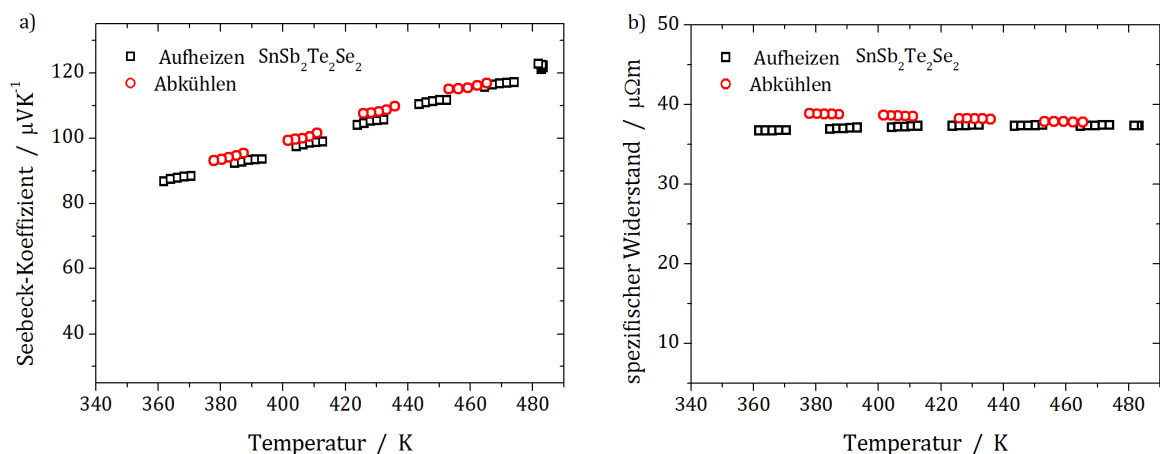 a)
Aufheizen SnSb₂Te₂Se₂
Abkühlen
Seebeck-Koeffizient / μVK⁻¹
120
100
80
60
40
340 360 380 400 420 440 460 480
Temperatur / K
b)
Aufheizen SnSb₂Te₂Se₂
Abkühlen
spezifischer Widerstand / μΩm
50
40
30
20
10
340 360 380 400 420 440 460 480
Temperatur / K